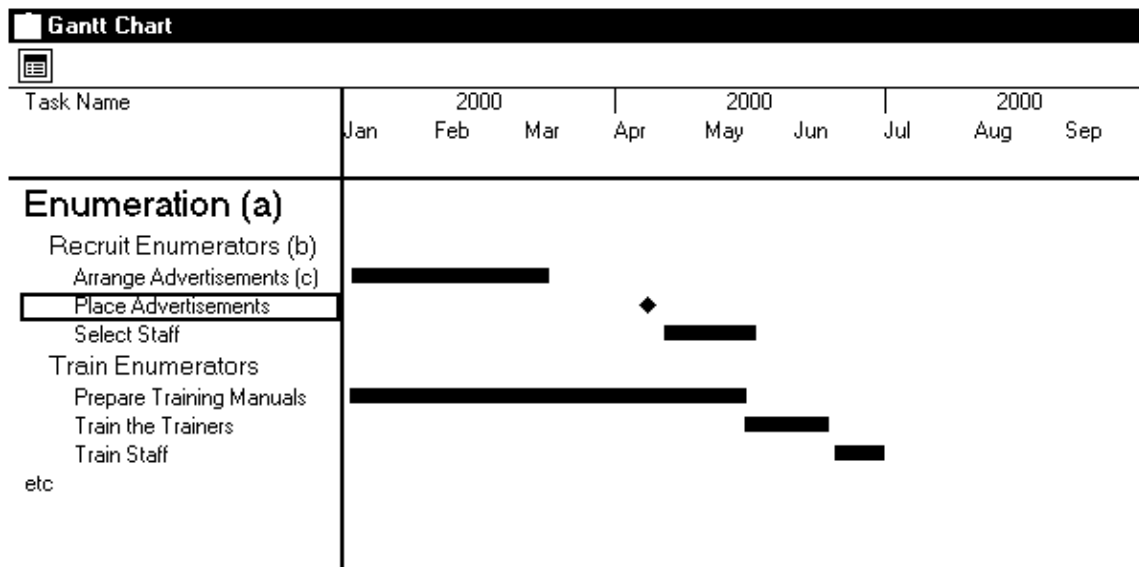 Gantt Chart
Task Name 2000 2000 2000
Jan Feb Mar Apr May Jun Jul Aug Sep
Enumeration (a)
Recruit Enumerators (b)
Arrange Advertisements (c)
Place Advertisements
Select Staff
Train Enumerators
Prepare Training Manuals
Train the Trainers
Train Staff
etc